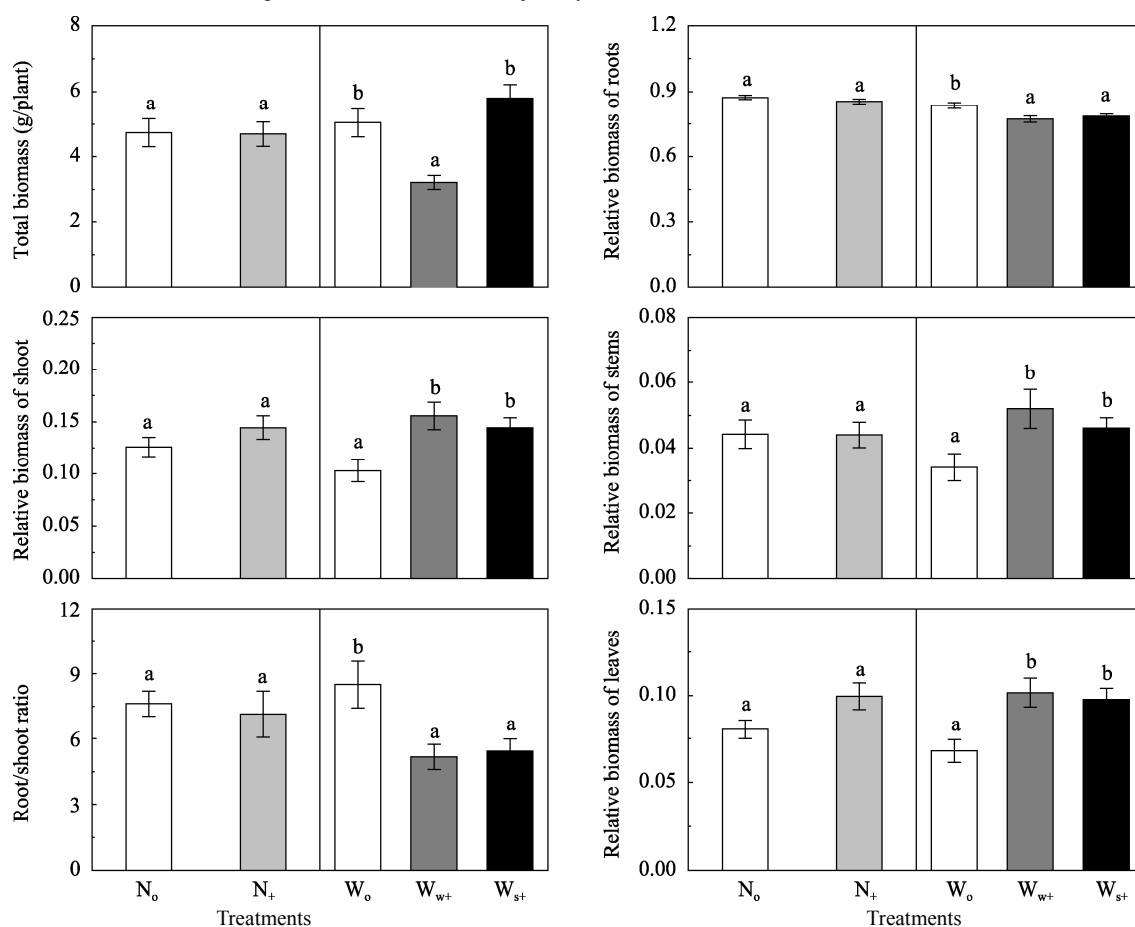 Total biomass (g/plant)
8
6
4
2
0
a
a
b
a
b
Relative biomass of roots
1.2
0.9
0.6
0.3
0.0
a
a
b
a
a
Relative biomass of shoot
0.25
0.20
0.15
0.10
0.05
0.00
a
a
a
b
b
Relative biomass of stems
0.08
0.06
0.04
0.02
0.00
a
a
a
b
b
Root/shoot ratio
12
9
6
3
0
a
a
b
a
a
N₀ N₊ W₀ Ww+ Ws+
Treatments
Relative biomass of leaves
0.15
0.10
0.05
0.00
a
a
a
b
b
N₀ N₊ W₀ Ww+ Ws+
Treatments